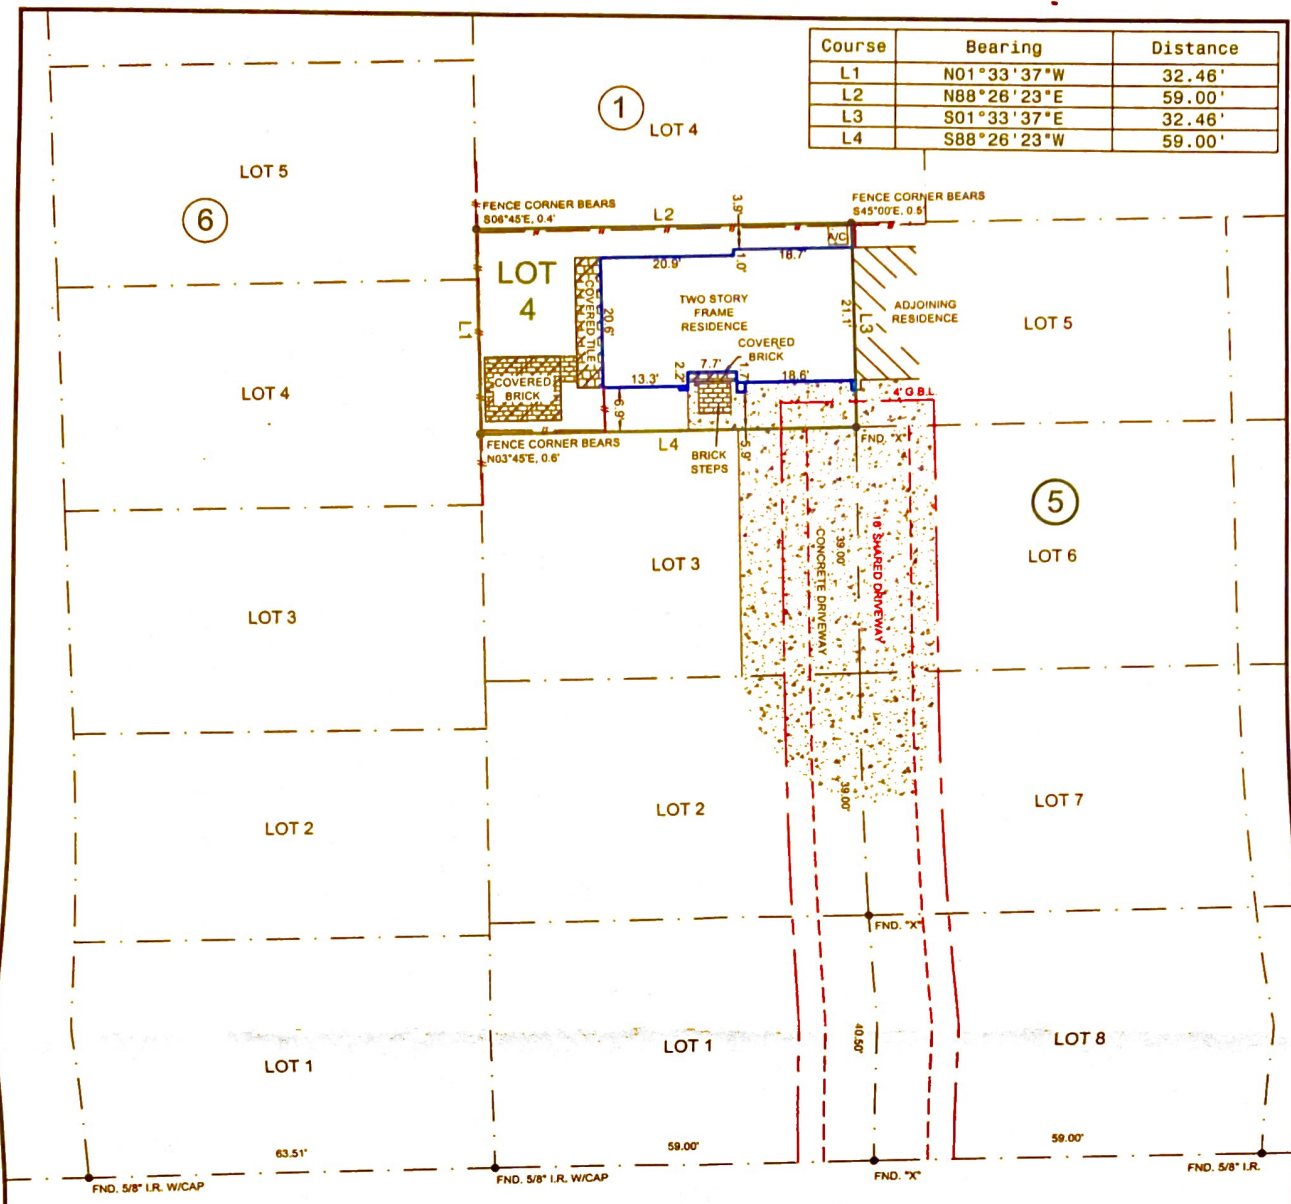 Course Bearing Distance
L1 N01°33'37"W 32.46'
L2 N88°26'23"E 59.00'
L3 S01°33'37"E 32.46'
L4 S88°26'23"W 59.00'
1
LOT 4
LOT 5
6
FENCE CORNER BEARS
S06°45'E, 0.4'
L2
3.9'
FENCE CORNER BEARS
S45°00'E, 0.5'
A/C
LOT
4
20.9'
1.0'
18.7'
COVERED TILE
20.6'
TWO STORY
FRAME
RESIDENCE
21.1'
L3
ADJOINING
RESIDENCE
LOT 5
L1
COVERED
BRICK
7.7'
2.2'
1.7'
13.3'
18.6'
LOT 4
COVERED
BRICK
6.9'
4' G.B.L.
FENCE CORNER BEARS
N03°45'E, 0.6'
L4
BRICK
STEPS
5.9'
FND. "X"
5
LOT 6
LOT 3
39.00'
CONCRETE DRIVEWAY
16' SHARED DRIVEWAY
LOT 3
LOT 2
LOT 2
39.00'
LOT 7
FND. "X"
LOT 1
LOT 1
40.50'
LOT 8
63.51'
59.00'
59.00'
FND. 5/8" I.R. W/CAP
FND. 5/8" I.R. W/CAP
FND. "X"
FND. 5/8" I.R.